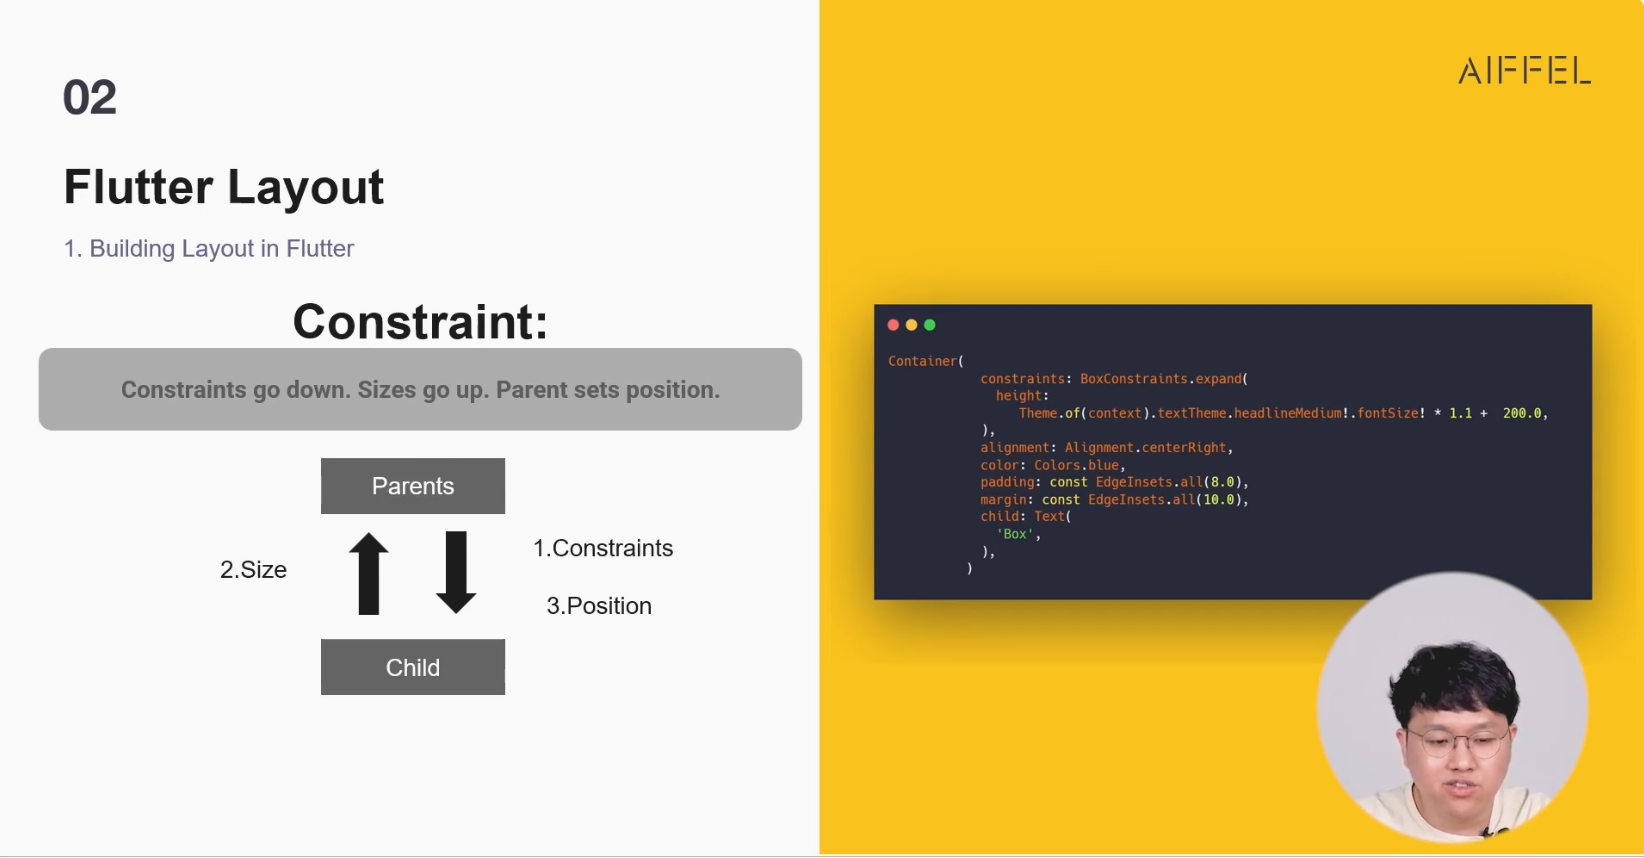 02
Flutter Layout
1. Building Layout in Flutter
Constraint:
Constraints go down. Sizes go up. Parent sets position.
Parents
2.Size
1.Constraints
3.Position
Child
AIFFEL
Container(
constraints: BoxConstraints.expand(
height:
Theme.of(context).textTheme.headlineMedium!.fontSize! * 1.1 + 200.0,
),
alignment: Alignment.centerRight,
color: Colors.blue,
padding: const EdgeInsets.all(8.0),
margin: const EdgeInsets.all(10.0),
child: Text(
'Box',
),
)